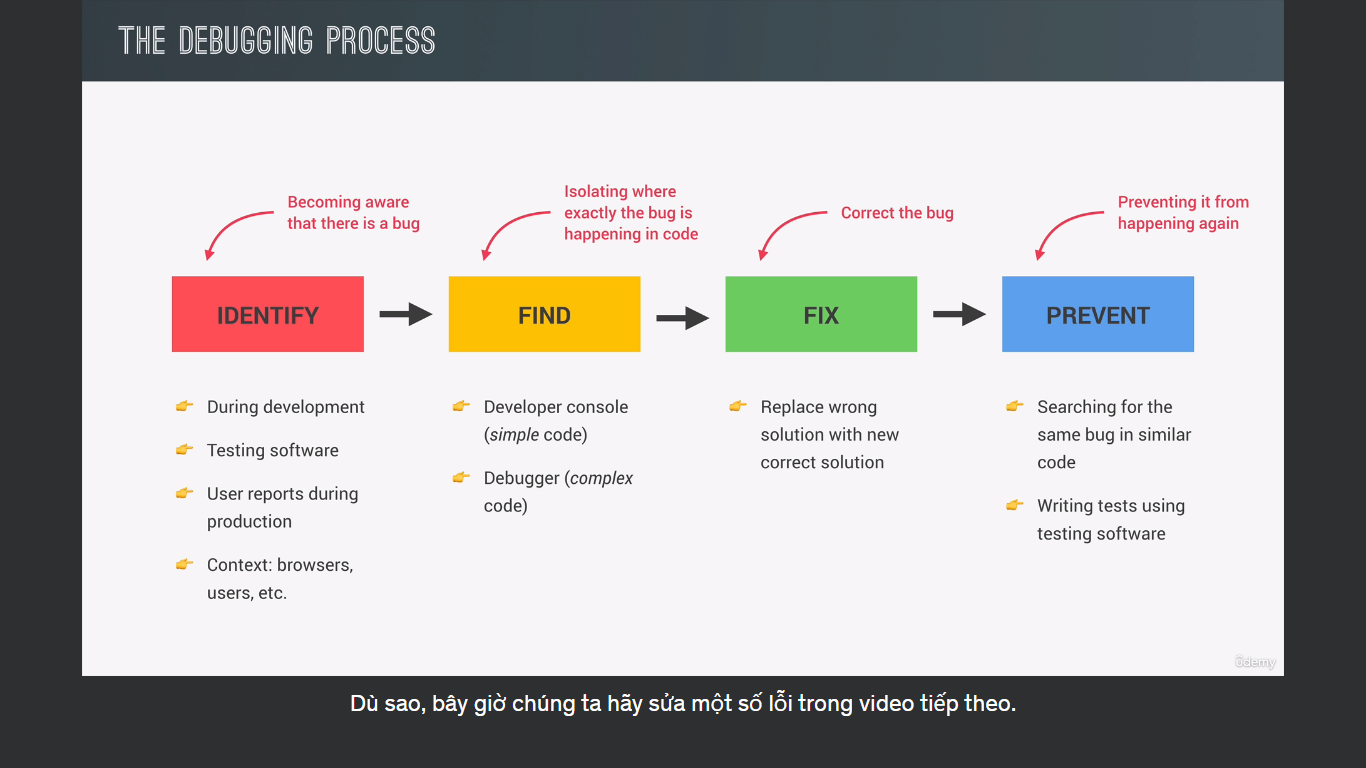 THE DEBUGGING PROCESS
Becoming aware
that there is a bug
Isolating where
exactly the bug is
happening in code
Correct the bug
Preventing it from
happening again
IDENTIFY
FIND
FIX
PREVENT
During development
Testing software
User reports during
production
Context: browsers,
users, etc.
Developer console
(simple code)
Debugger (complex
code)
Replace wrong
solution with new
correct solution
Searching for the
same bug in similar
code
Writing tests using
testing software
ûdemy
Dù sao, bây giờ chúng ta hãy sửa một số lỗi trong video tiếp theo.